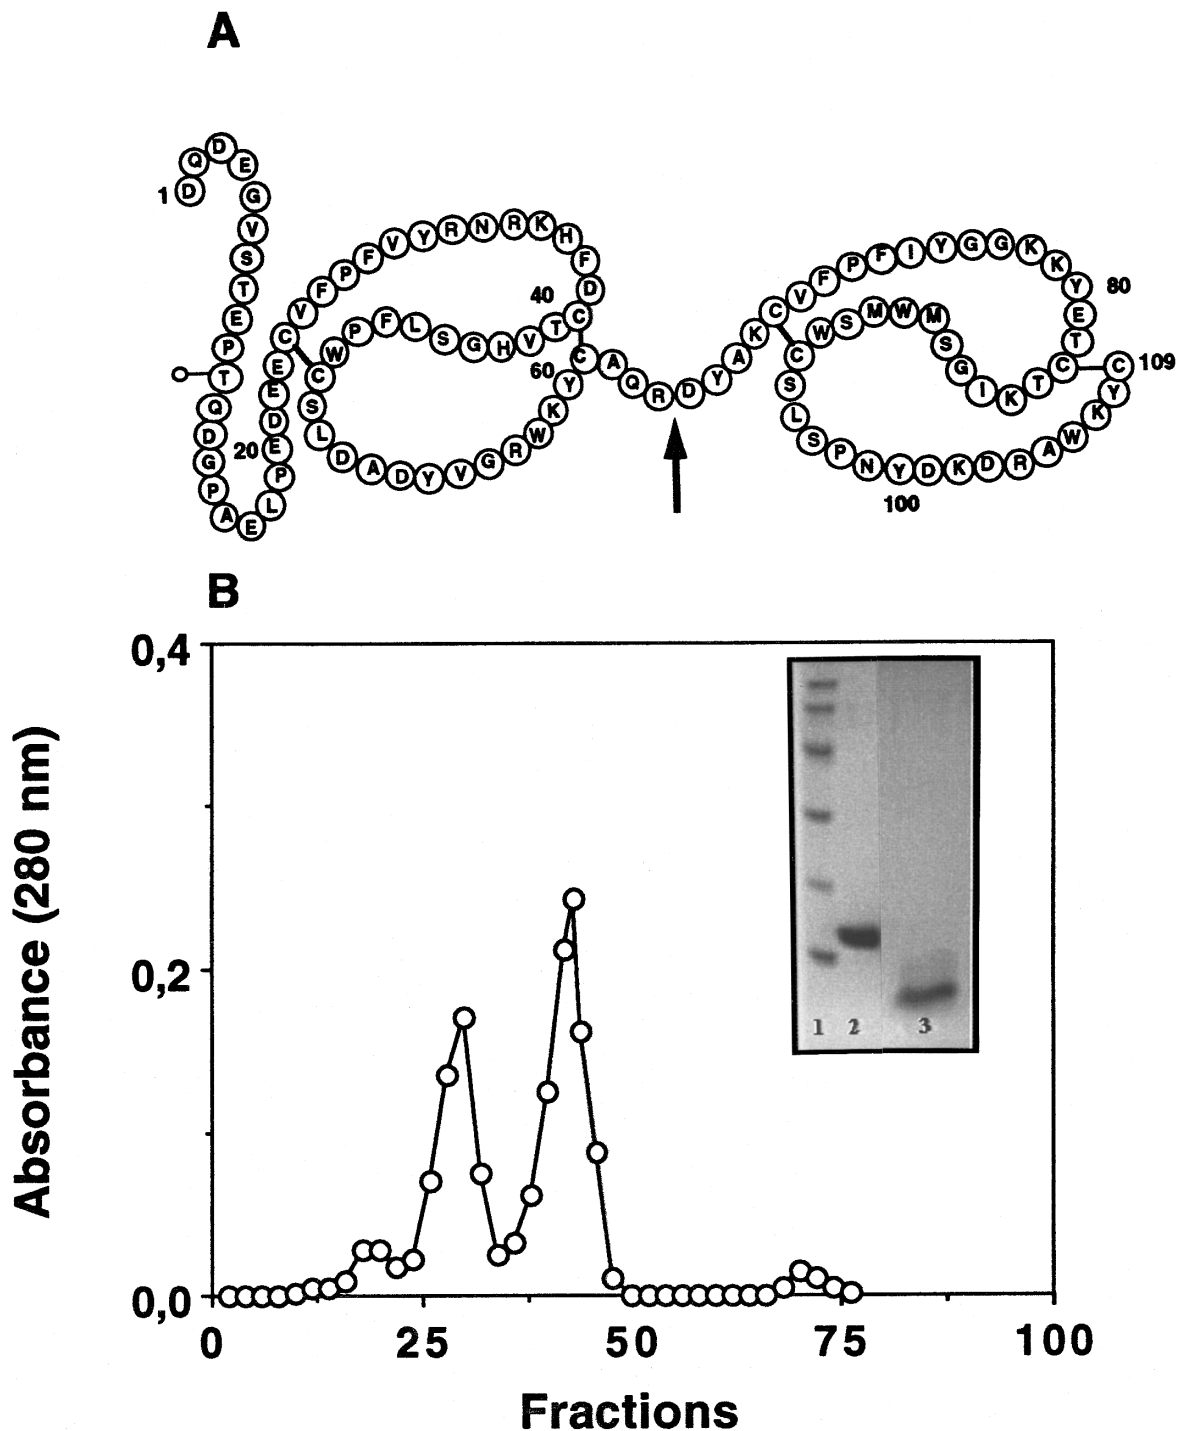 A
1
DQDEGVSTEPTQDGPAELPEDEECVFPFVYRNRKHFDCTVHGSLFPWCSLDADYVGRWKYCAQRDYAKCVFPFIYGGKKYETCTKIGSMWMSWCSLSPNYDKDRAWKYC
20
40
60
80
100
109
B
0,4
0,2
0,0
Absorbance (280 nm)
1 2 3
0 25 50 75 100
Fractions